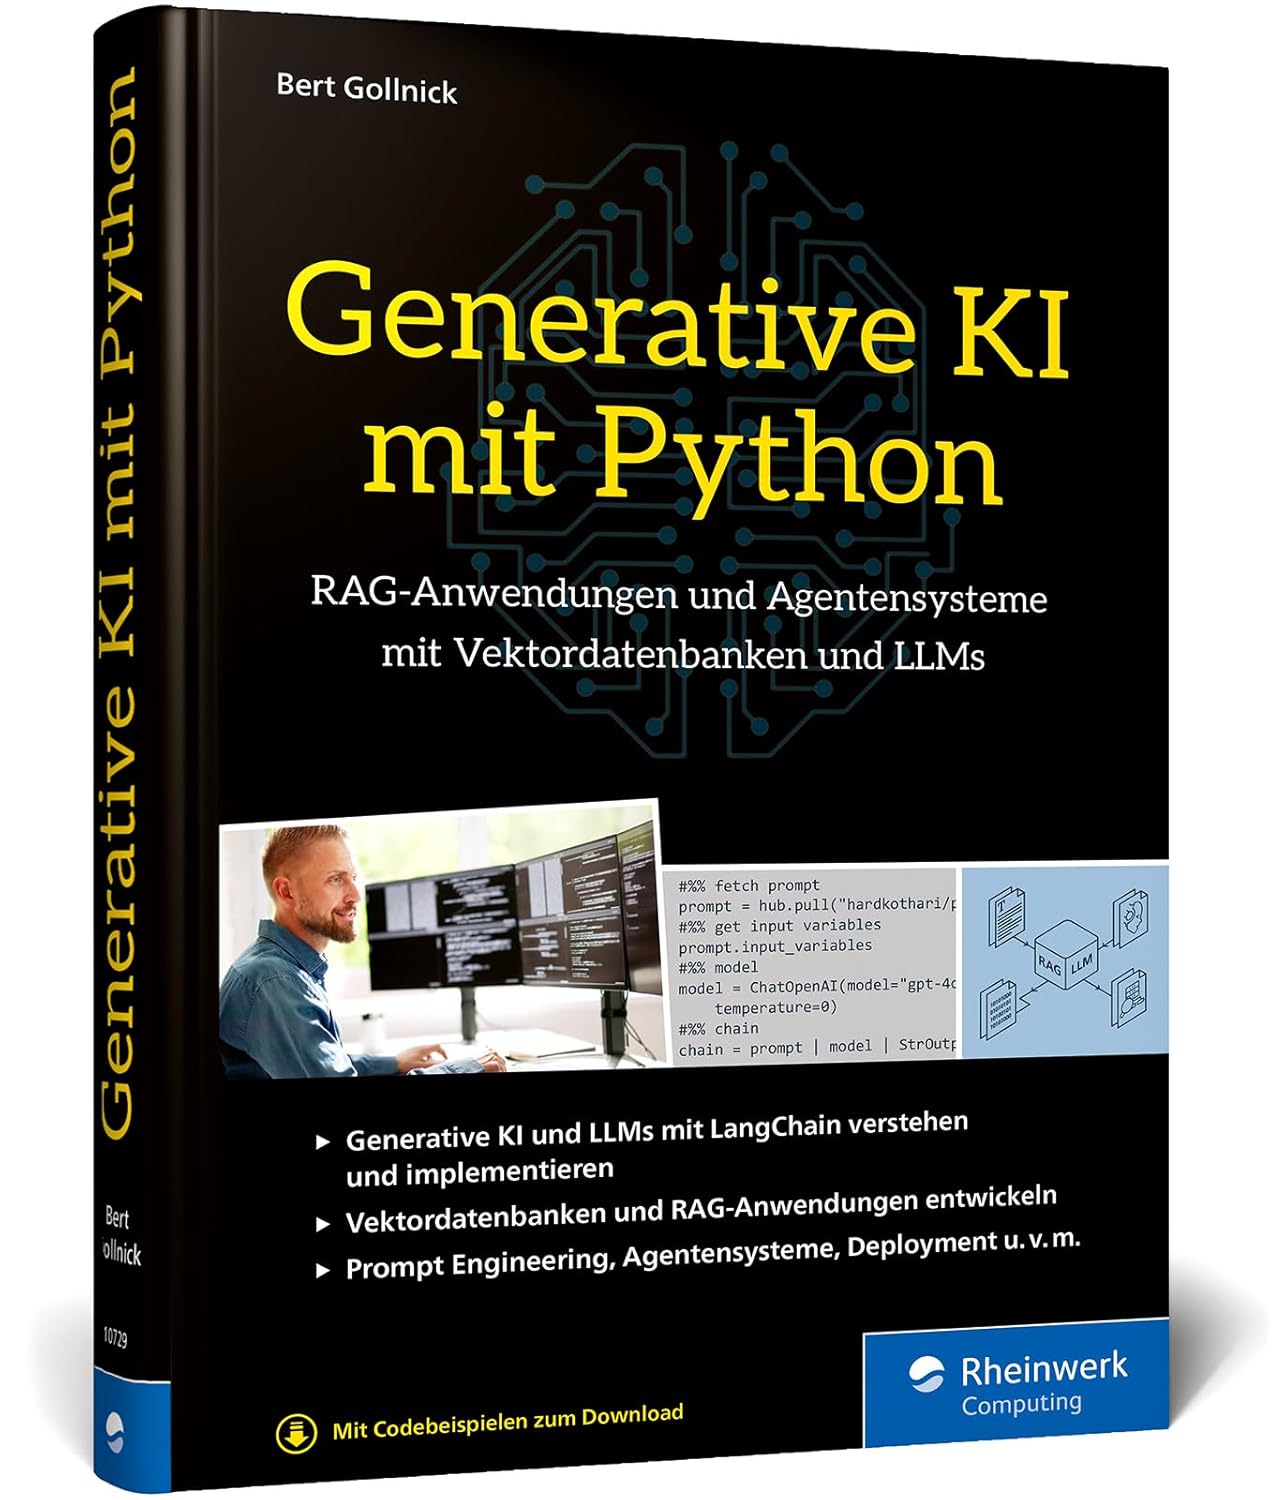 Bert Gollnick
Generative KI
mit Python
RAG-Anwendungen und Agentensysteme
mit Vektordatenbanken und LLMs
#%% fetch prompt
prompt = hub.pull("hardkothari/p
#%% get input variables
prompt.input_variables
#%% model
model = ChatOpenAI(model="gpt-4o
temperature=0)
#%% chain
chain = prompt | model | StrOutp
T
RAG LLM
► Generative KI und LLMs mit LangChain verstehen
und implementieren
► Vektordatenbanken und RAG-Anwendungen entwickeln
► Prompt Engineering, Agentensysteme, Deployment u. v. m.
Mit Codebeispielen zum Download
Rheinwerk
Computing
Generative KI mit Python
Bert
Gollnick
10729